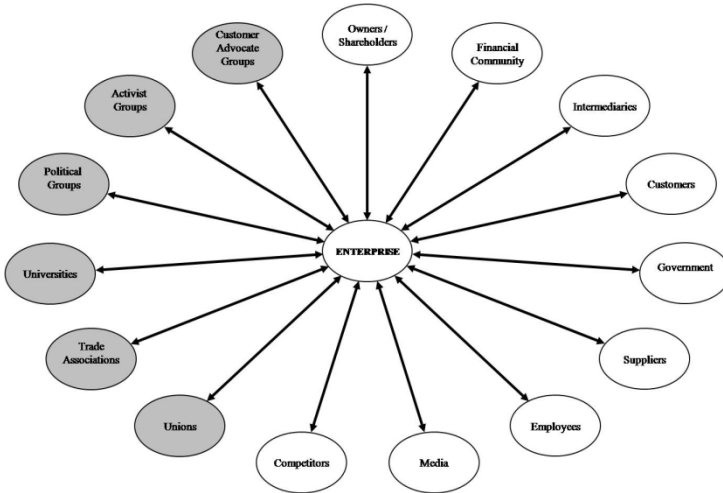 Owners /
Shareholders
Financial
Community
Intermediaries
Customers
Government
Suppliers
Employees
Media
Competitors
Unions
Trade
Associations
Universities
Political
Groups
Activist
Groups
Customer
Advocate
Groups
ENTERPRISE